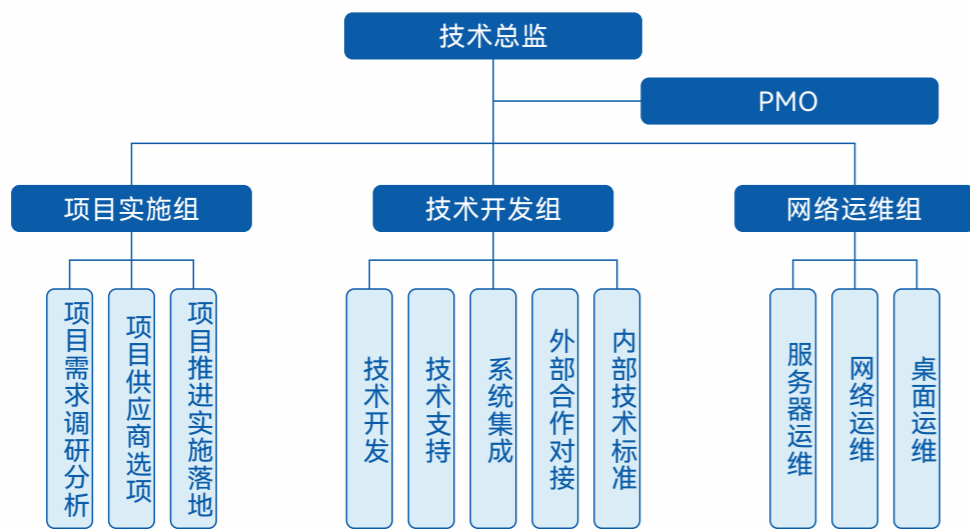 技术总监
PMO
项目实施组
技术开发组
网络运维组
项目需求调研分析
项目供应商选项
项目推进实施落地
技术开发
技术支持
系统集成
外部合作对接
内部技术标准
服务器运维
网络运维
桌面运维